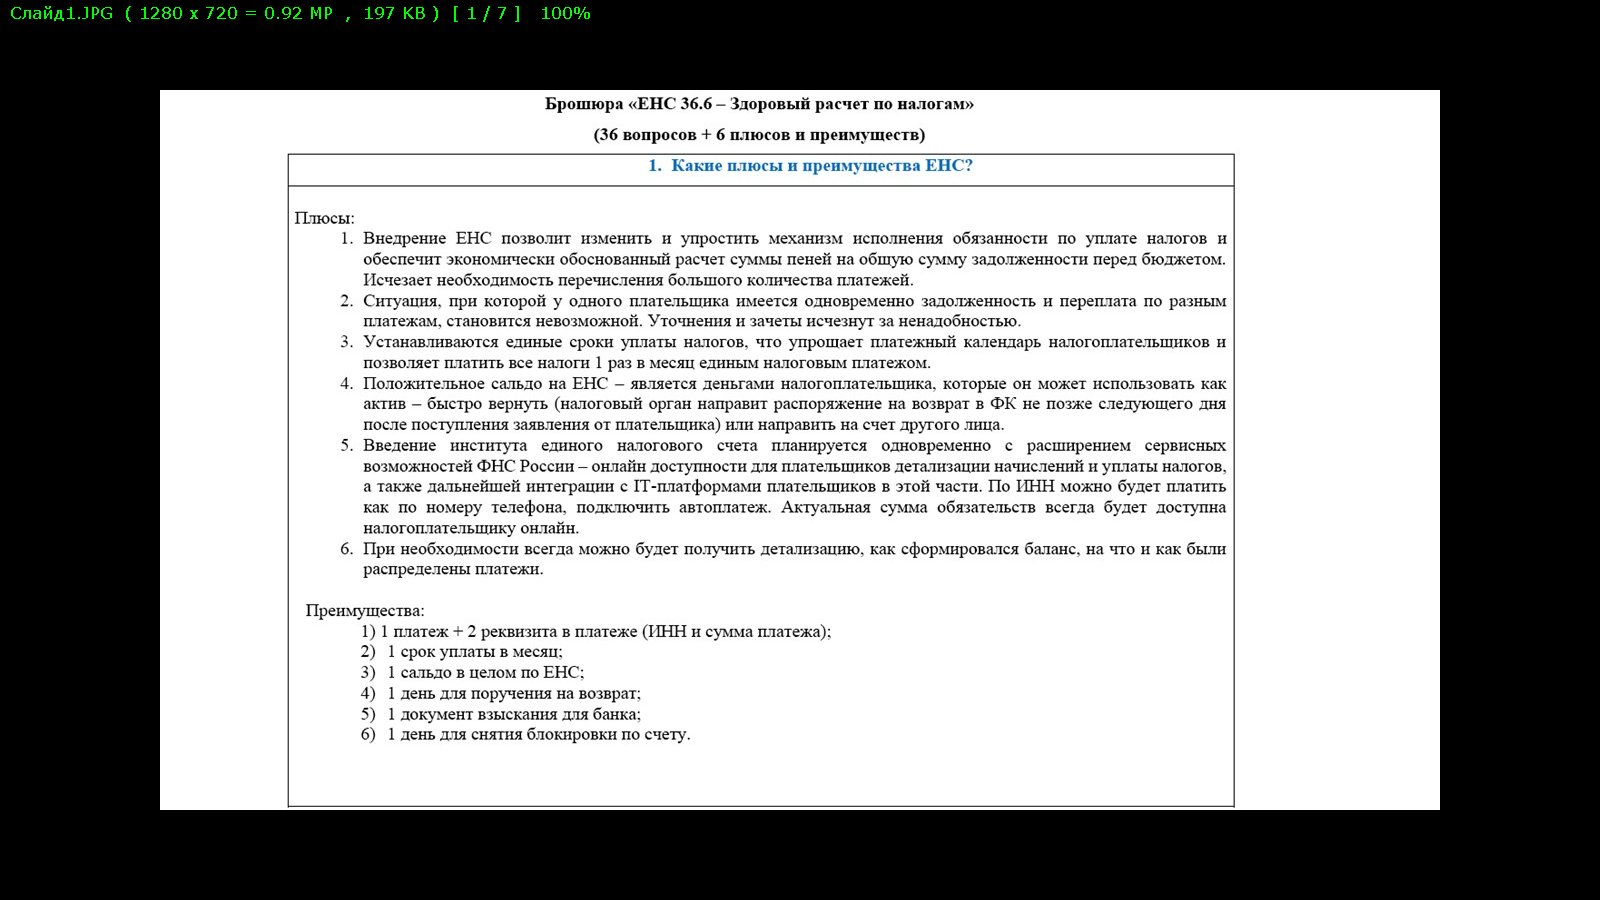 Слайд1.JPG ( 1280 x 720 = 0.92 MP , 197 KB ) [ 1 / 7 ] 100%
Брошюра «ЕНС 36.6 – Здоровый расчет по налогам»
(36 вопросов + 6 плюсов и преимуществ)
1. Какие плюсы и преимущества ЕНС?
Плюсы:
1. Внедрение ЕНС позволит изменить и упростить механизм исполнения обязанности по уплате налогов и
обеспечит экономически обоснованный расчет суммы пеней на общую сумму задолженности перед бюджетом.
Исчезает необходимость перечисления большого количества платежей.
2. Ситуация, при которой у одного плательщика имеется одновременно задолженность и переплата по разным
платежам, становится невозможной. Уточнения и зачеты исчезнут за ненадобностью.
3. Устанавливаются единые сроки уплаты налогов, что упрощает платежный календарь налогоплательщиков и
позволяет платить все налоги 1 раз в месяц единым налоговым платежом.
4. Положительное сальдо на ЕНС – является деньгами налогоплательщика, которые он может использовать как
актив – быстро вернуть (налоговый орган направит распоряжение на возврат в ФК не позже следующего дня
после поступления заявления от плательщика) или направить на счет другого лица.
5. Введение института единого налогового счета планируется одновременно с расширением сервисных
возможностей ФНС России – онлайн доступности для плательщиков детализации начислений и уплаты налогов,
а также дальнейшей интеграции с IT-платформами плательщиков в этой части. По ИНН можно будет платить
как по номеру телефона, подключить автоплатеж. Актуальная сумма обязательств всегда будет доступна
налогоплательщику онлайн.
6. При необходимости всегда можно будет получить детализацию, как сформировался баланс, на что и как были
распределены платежи.
Преимущества:
1) 1 платеж + 2 реквизита в платеже (ИНН и сумма платежа);
2) 1 срок уплаты в месяц;
3) 1 сальдо в целом по ЕНС;
4) 1 день для поручения на возврат;
5) 1 документ взыскания для банка;
6) 1 день для снятия блокировки по счету.